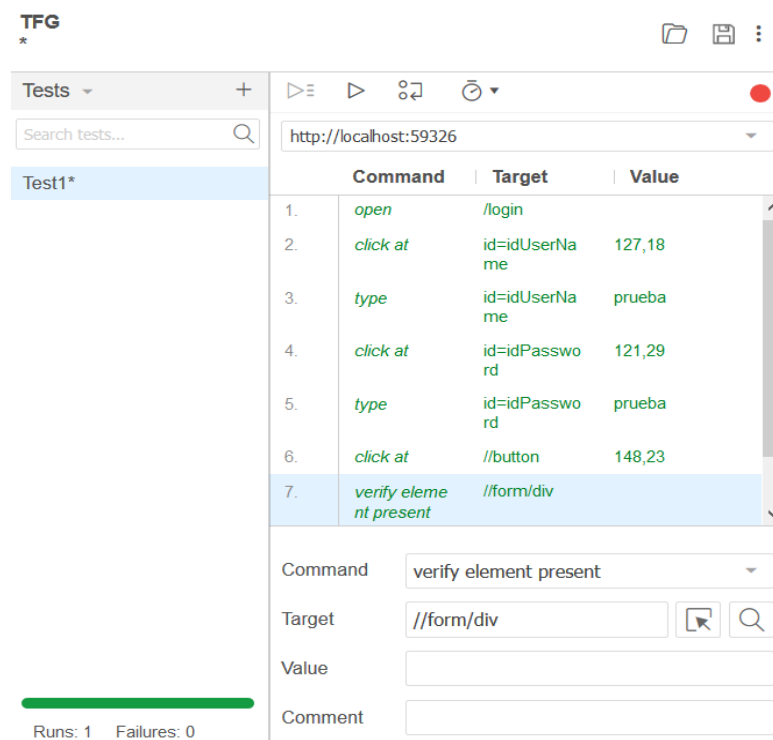 TFG
*
Tests
Search tests...
Test1*
Runs: 1 Failures: 0
http://localhost:59326
Command Target Value
1. open /login
2. click at id=idUserNa 127,18
me
3. type id=idUserNa prueba
me
4. click at id=idPasswo 121,29
rd
5. type id=idPasswo prueba
rd
6. click at //button 148,23
7. verify eleme //form/div
nt present
Command verify element present
Target //form/div
Value
Comment